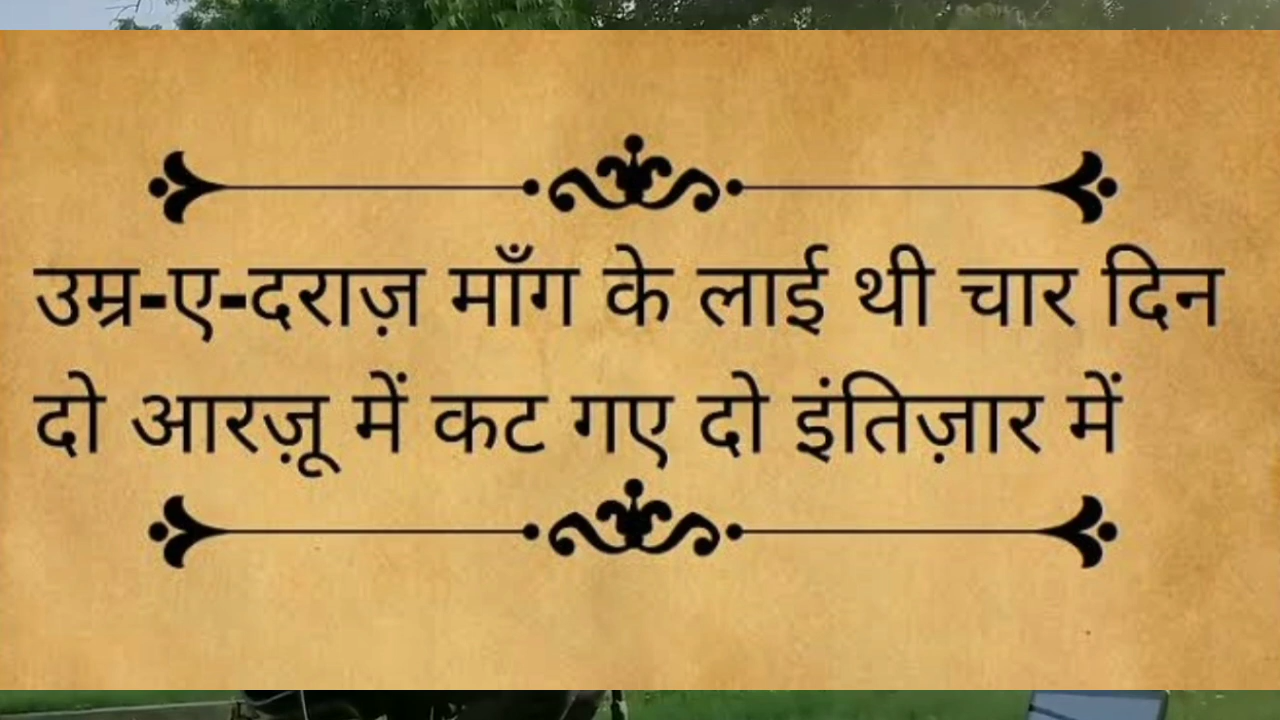 उम्र-ए-दराज़ माँग के लाई थी चार दिन
दो आरज़ू में कट गए दो इंतिज़ार में